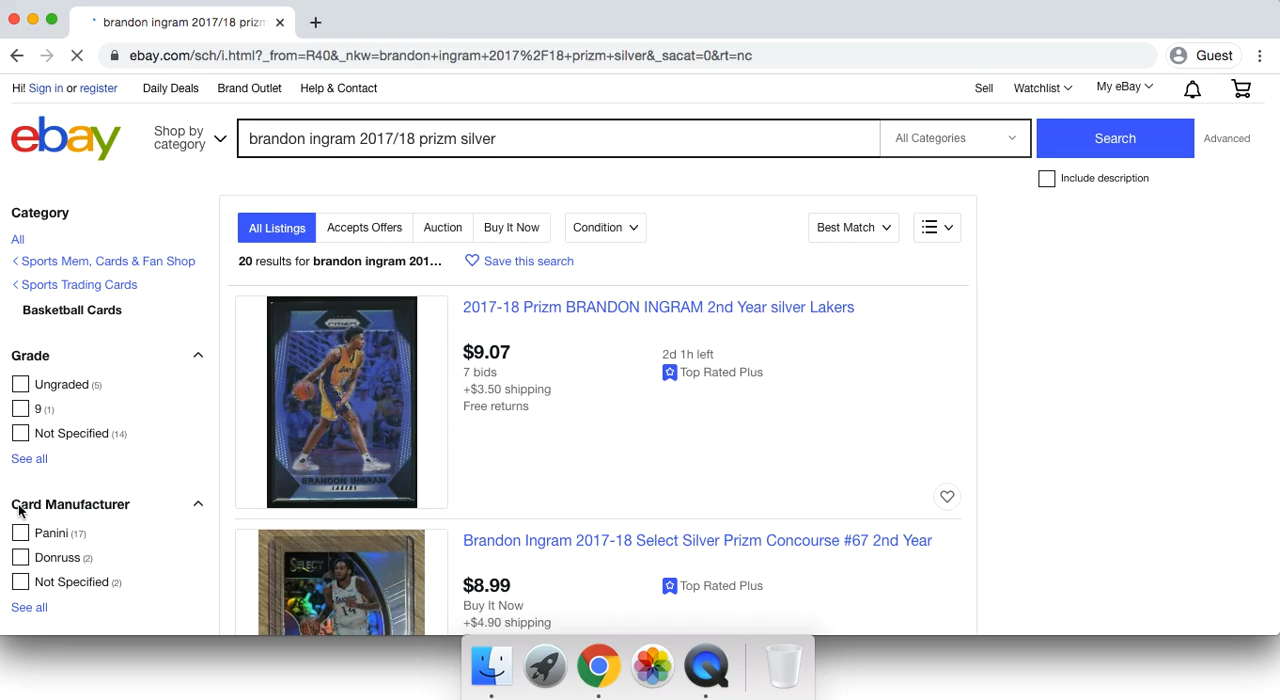 brandon ingram 2017/18 prizm
ebay.com/sch/i.html?_from=R40&_nkw=brandon+ingram+2017%2F18+prizm+silver&_sacat=0&rt=nc
Guest
Hi! Sign in or register
Daily Deals
Brand Outlet
Help & Contact
Sell
Watchlist
My eBay
ebay
Shop by
category
brandon ingram 2017/18 prizm silver
All Categories
Search
Advanced
Include description
Category
All
Sports Mem, Cards & Fan Shop
Sports Trading Cards
Basketball Cards
Grade
Ungraded (5)
9 (1)
Not Specified (14)
See all
Card Manufacturer
Panini (17)
Donruss (2)
Not Specified (2)
See all
All Listings
Accepts Offers
Auction
Buy It Now
Condition
Best Match
20 results for brandon ingram 201...
Save this search
PRIZM
BRANDON INGRAM
LAKERS
2017-18 Prizm BRANDON INGRAM 2nd Year silver Lakers
$9.07
7 bids
+$3.50 shipping
Free returns
2d 1h left
Top Rated Plus
SELECT
14
Brandon Ingram 2017-18 Select Silver Prizm Concourse #67 2nd Year
$8.99
Buy It Now
+$4.90 shipping
Top Rated Plus